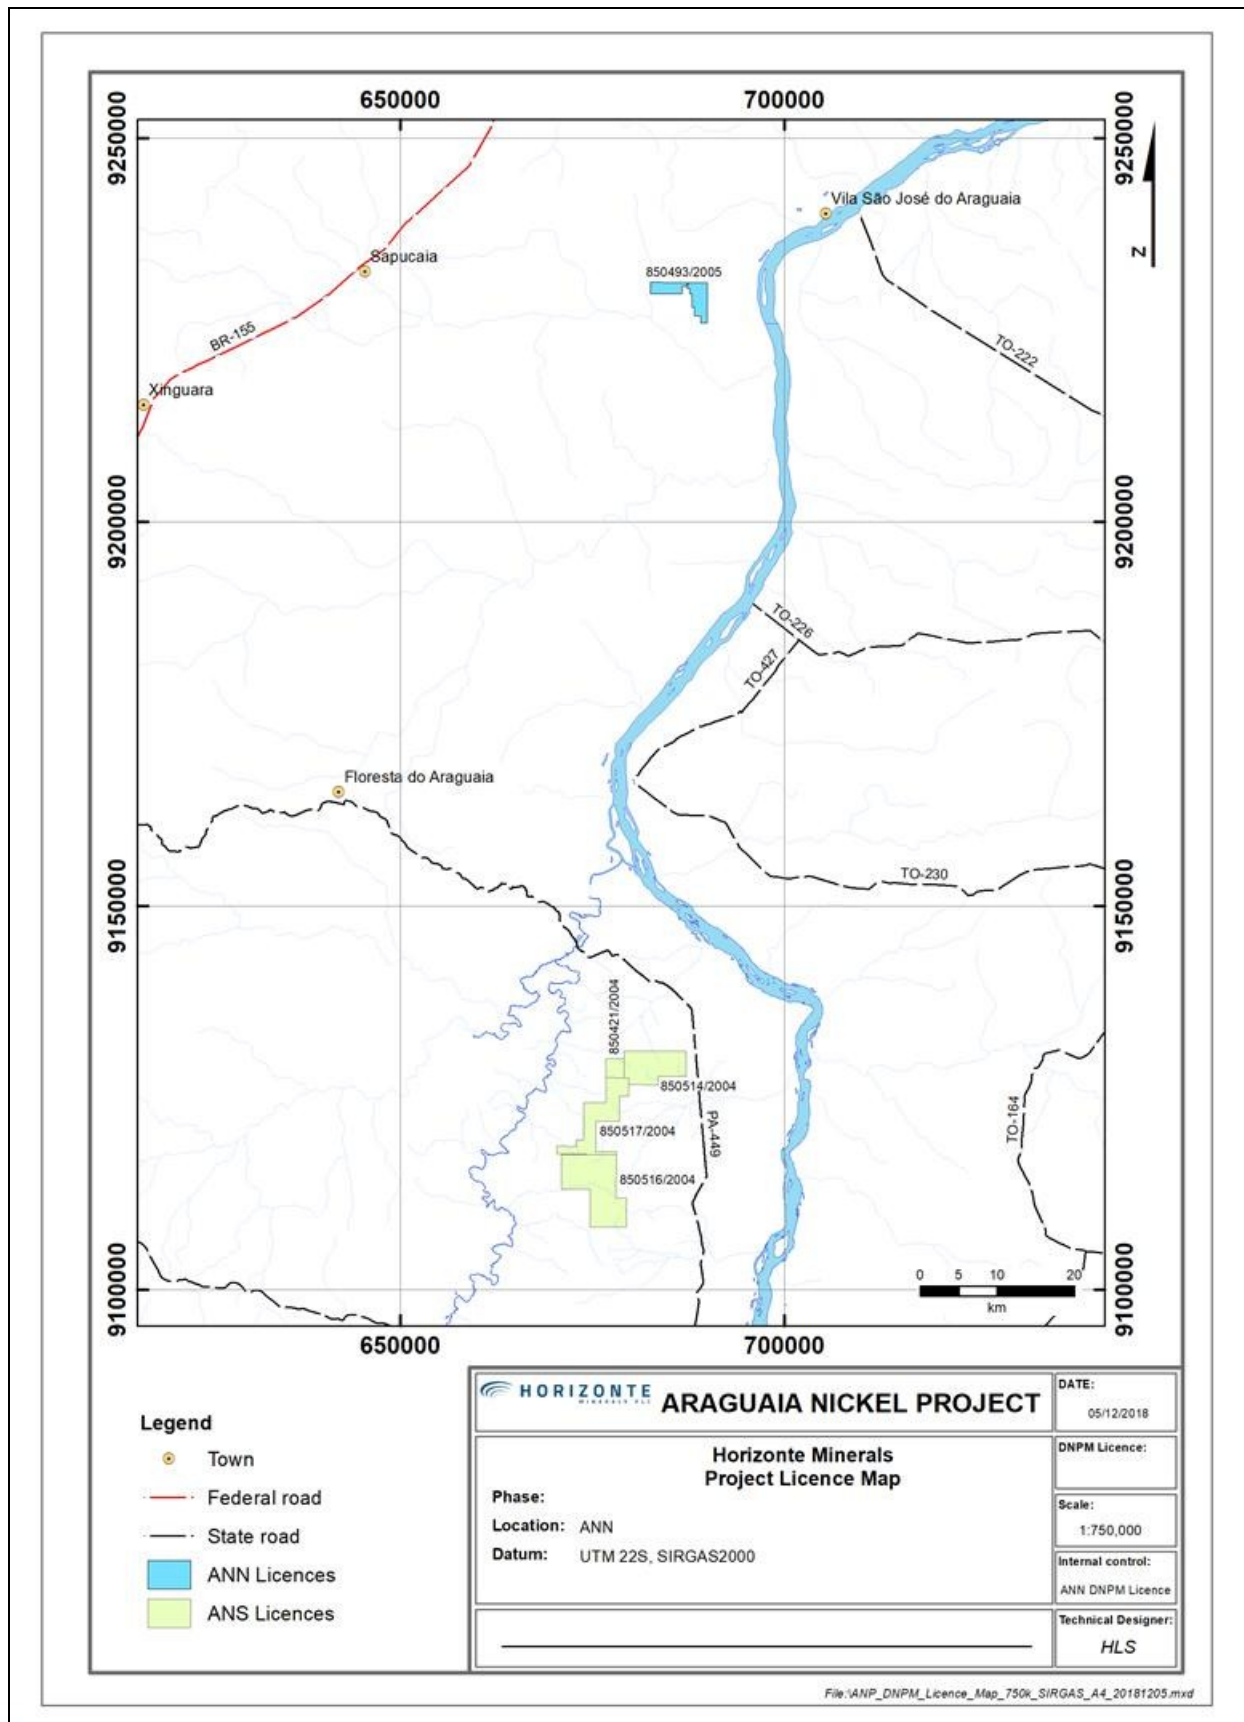 650000
700000
9250000
9250000
Vila São José do Araguaia
N
Sapucaia
850493/2005
BR-155
TO-222
Xinguara
9200000
9200000
TO-226
TO-427
Floresta do Araguaia
TO-230
9150000
9150000
850421/2004
850514/2004
PA-449
TO-164
850517/2004
850516/2004
9100000
9100000
0 5 10 20
km
650000
700000
HORIZONTE
MINERALS PLC
ARAGUAIA NICKEL PROJECT
DATE:
05/12/2018
Horizonte Minerals
Project Licence Map
DNPM Licence:
Phase:
Location: ANN
Datum: UTM 22S, SIRGAS2000
Scale:
1:750,000
Internal control:
ANN DNPM Licence
Technical Designer:
HLS
Legend
Town
Federal road
State road
ANN Licences
ANS Licences
File:\ANP_DNPM_Licence_Map_750k_SIRGAS_A4_20181205.mxd